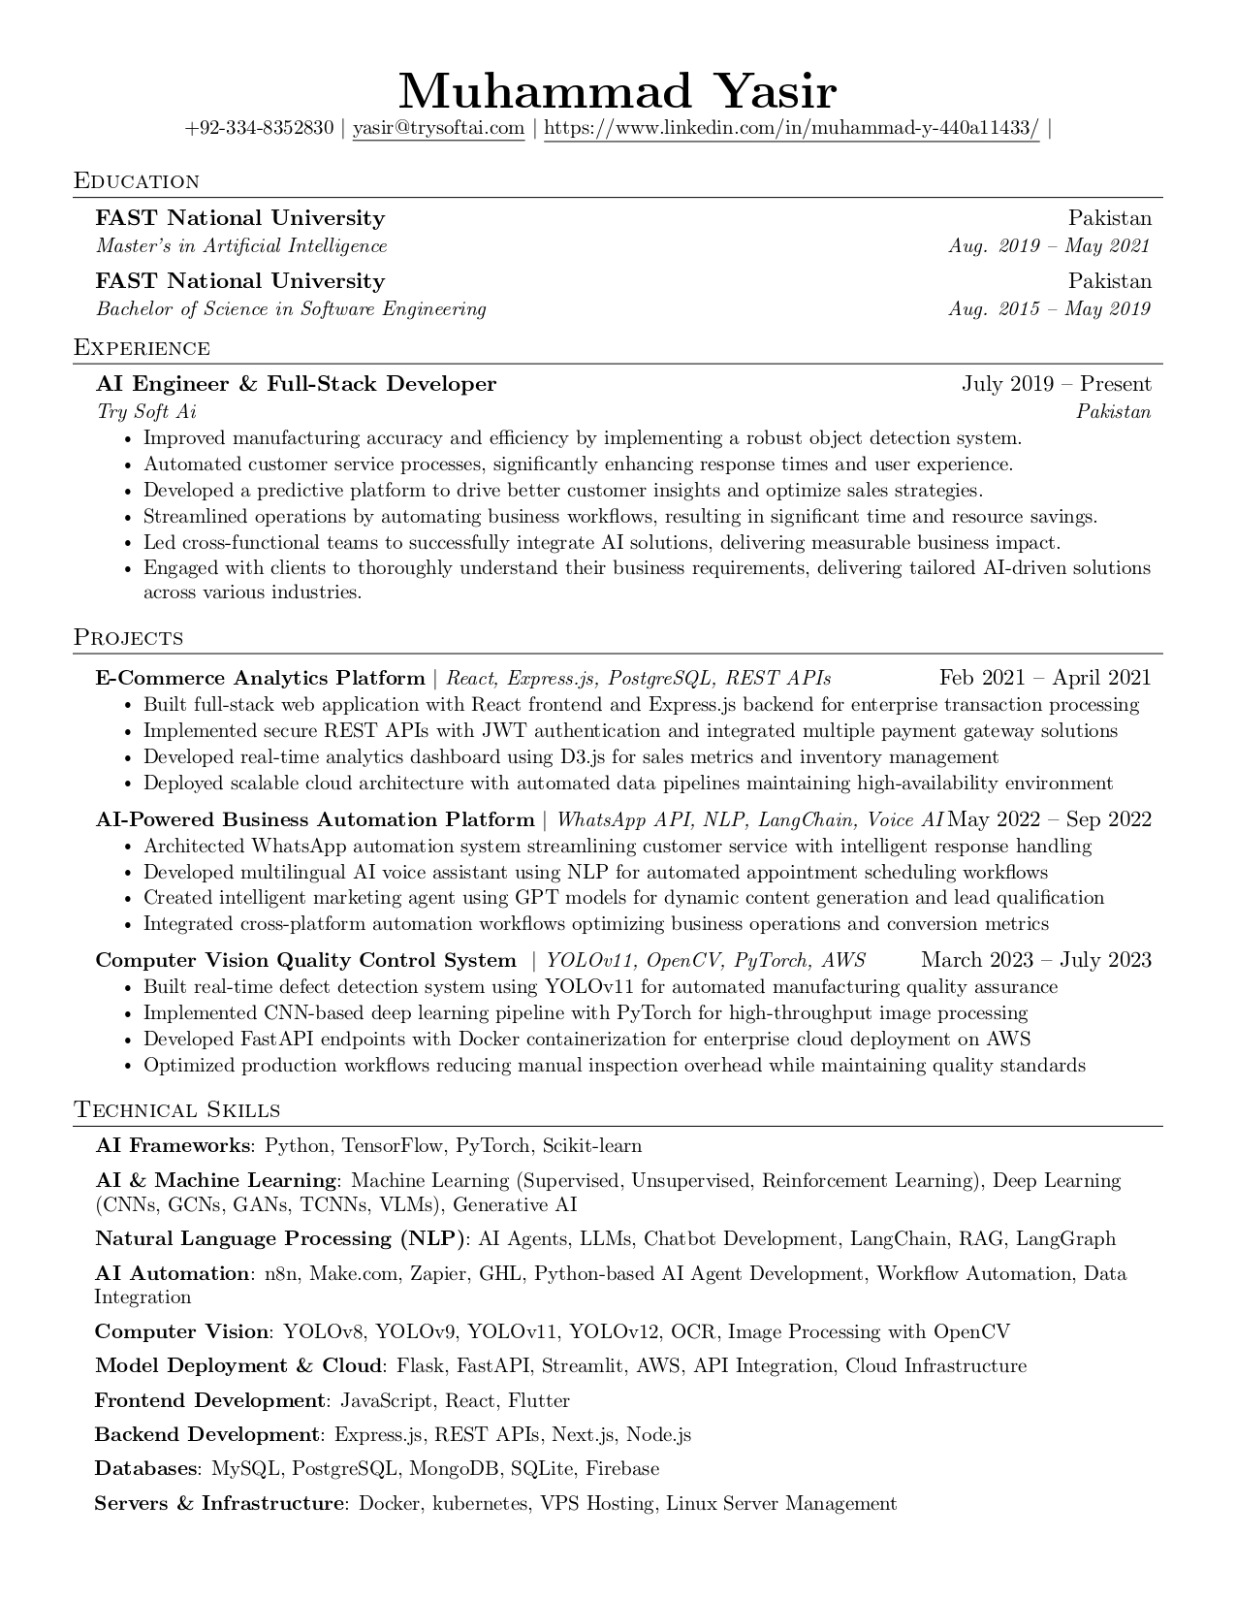 Muhammad Yasir
+92-334-8352830 | yasir@trysoftai.com | https://www.linkedin.com/in/muhammad-y-440a11433/ |
Education
FAST National University Pakistan
Master's in Artificial Intelligence Aug. 2019 – May 2021
FAST National University Pakistan
Bachelor of Science in Software Engineering Aug. 2015 – May 2019
Experience
AI Engineer & Full-Stack Developer July 2019 – Present
Try Soft Ai Pakistan
• Improved manufacturing accuracy and efficiency by implementing a robust object detection system.
• Automated customer service processes, significantly enhancing response times and user experience.
• Developed a predictive platform to drive better customer insights and optimize sales strategies.
• Streamlined operations by automating business workflows, resulting in significant time and resource savings.
• Led cross-functional teams to successfully integrate AI solutions, delivering measurable business impact.
• Engaged with clients to thoroughly understand their business requirements, delivering tailored AI-driven solutions
across various industries.
Projects
E-Commerce Analytics Platform | React, Express.js, PostgreSQL, REST APIs Feb 2021 – April 2021
• Built full-stack web application with React frontend and Express.js backend for enterprise transaction processing
• Implemented secure REST APIs with JWT authentication and integrated multiple payment gateway solutions
• Developed real-time analytics dashboard using D3.js for sales metrics and inventory management
• Deployed scalable cloud architecture with automated data pipelines maintaining high-availability environment
AI-Powered Business Automation Platform | WhatsApp API, NLP, LangChain, Voice AI May 2022 – Sep 2022
• Architected WhatsApp automation system streamlining customer service with intelligent response handling
• Developed multilingual AI voice assistant using NLP for automated appointment scheduling workflows
• Created intelligent marketing agent using GPT models for dynamic content generation and lead qualification
• Integrated cross-platform automation workflows optimizing business operations and conversion metrics
Computer Vision Quality Control System | YOLOv11, OpenCV, PyTorch, AWS March 2023 – July 2023
• Built real-time defect detection system using YOLOv11 for automated manufacturing quality assurance
• Implemented CNN-based deep learning pipeline with PyTorch for high-throughput image processing
• Developed FastAPI endpoints with Docker containerization for enterprise cloud deployment on AWS
• Optimized production workflows reducing manual inspection overhead while maintaining quality standards
Technical Skills
AI Frameworks: Python, TensorFlow, PyTorch, Scikit-learn
AI & Machine Learning: Machine Learning (Supervised, Unsupervised, Reinforcement Learning), Deep Learning
(CNNs, GCNs, GANs, TCNNs, VLMs), Generative AI
Natural Language Processing (NLP): AI Agents, LLMs, Chatbot Development, LangChain, RAG, LangGraph
AI Automation: n8n, Make.com, Zapier, GHL, Python-based AI Agent Development, Workflow Automation, Data
Integration
Computer Vision: YOLOv8, YOLOv9, YOLOv11, YOLOv12, OCR, Image Processing with OpenCV
Model Deployment & Cloud: Flask, FastAPI, Streamlit, AWS, API Integration, Cloud Infrastructure
Frontend Development: JavaScript, React, Flutter
Backend Development: Express.js, REST APIs, Next.js, Node.js
Databases: MySQL, PostgreSQL, MongoDB, SQLite, Firebase
Servers & Infrastructure: Docker, kubernetes, VPS Hosting, Linux Server Management